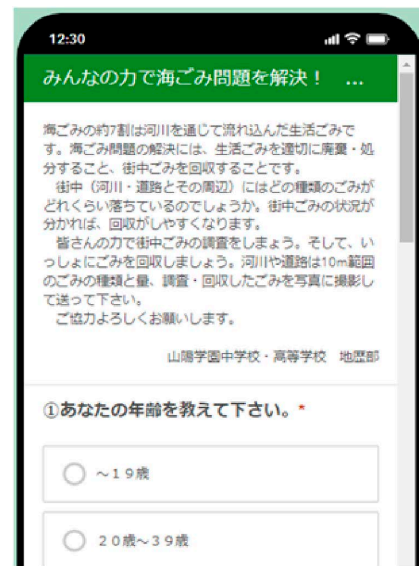 12:30
みんなの力で海ごみ問題を解決！ …
海ごみの約7割は河川を通じて流れ込んだ生活ごみで
す。海ごみ問題の解決には、生活ごみを適切に廃棄・処
分すること、街中ごみを回収することです。
　街中（河川・道路とその周辺）にはどの種類のごみが
どれくらい落ちているのでしょうか。街中ごみの状況が
分かれば、回収がしやすくなります。
　皆さんの力で街中ごみの調査をしまょう。そして、い
っしょにごみを回収しましょう。河川や道路は10m範囲
のごみの種類と量、調査・回収したごみを写真に撮影し
て送って下さい。
　ご協力よろしくお願いします。
山陽学園中学校・高等学校　地歴部
①あなたの年齢を教えて下さい。*
～１９歳
２０歳～３９歳